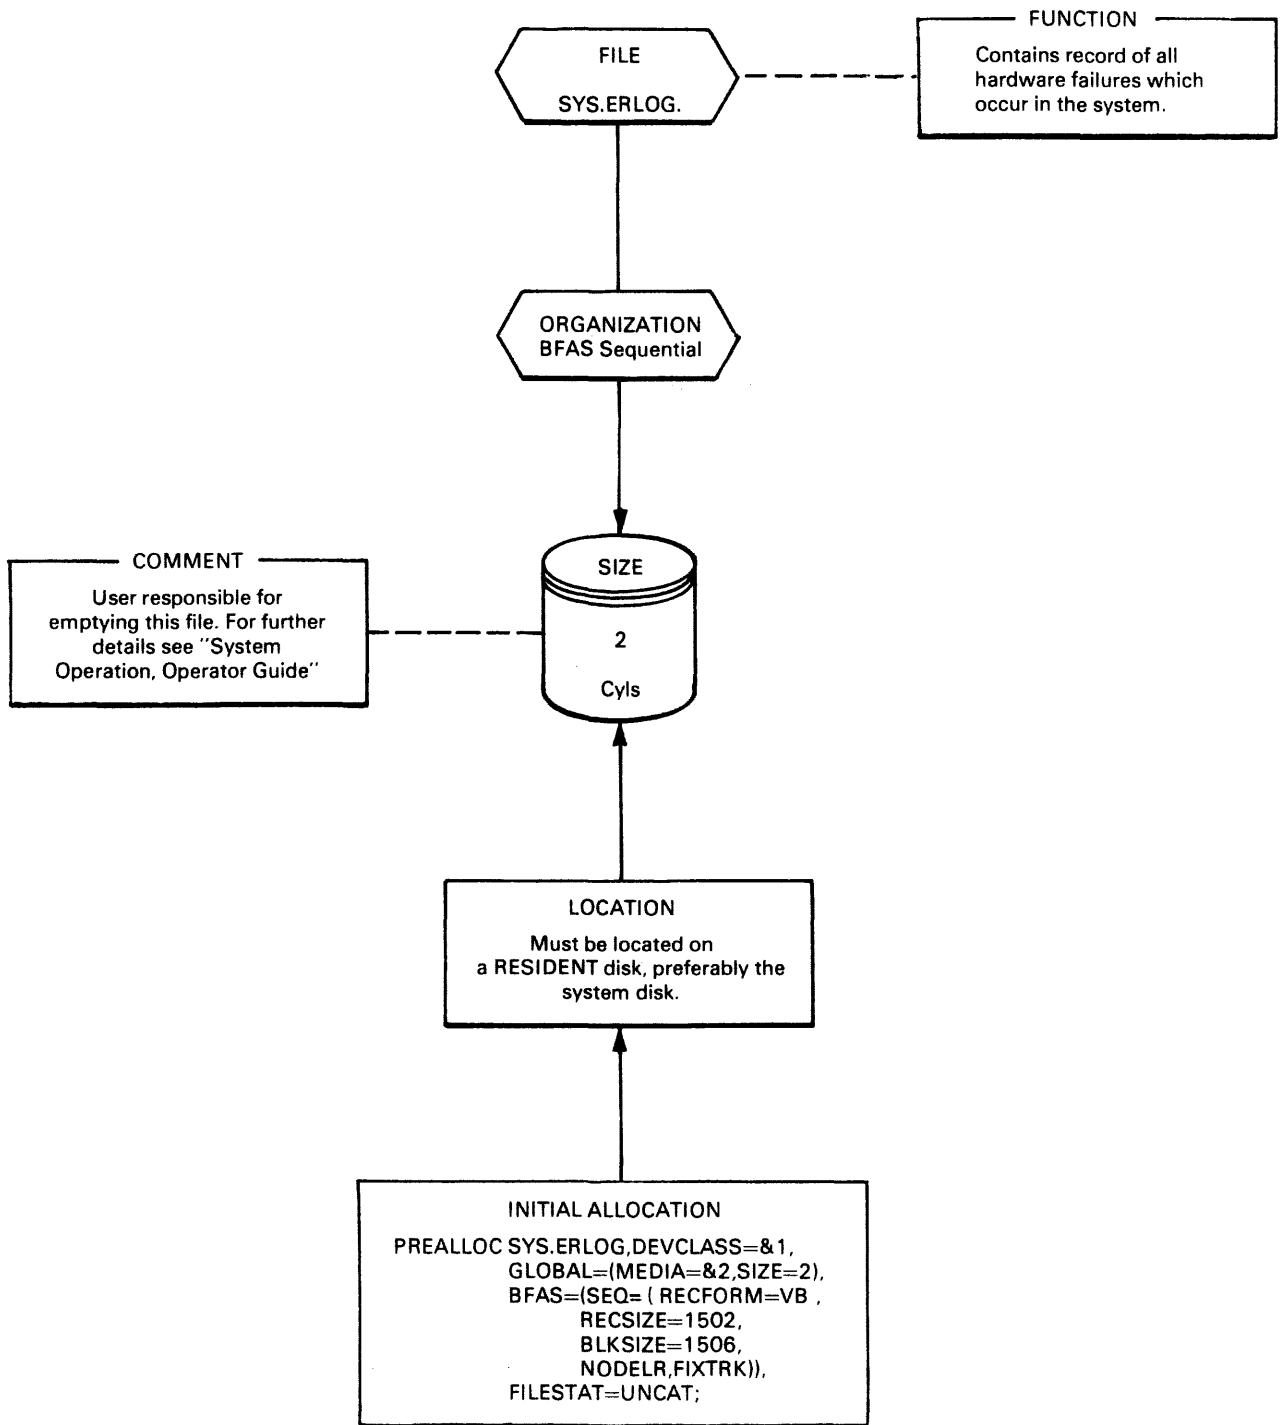 FILE
SYS.ERLOG.
FUNCTION
Contains record of all
hardware failures which
occur in the system.
ORGANIZATION
BFAS Sequential
SIZE
2
Cyls
COMMENT
User responsible for
emptying this file. For further
details see "System
Operation, Operator Guide"
LOCATION
Must be located on
a RESIDENT disk, preferably the
system disk.
INITIAL ALLOCATION
PREALLOC SYS.ERLOG,DEVCLASS=&1,
GLOBAL=(MEDIA=&2,SIZE=2),
BFAS=(SEQ= ( RECFORM=VB ,
RECSIZE=1502,
BLKSIZE=1506,
NODELR,FIXTRK)),
FILESTAT=UNCAT;